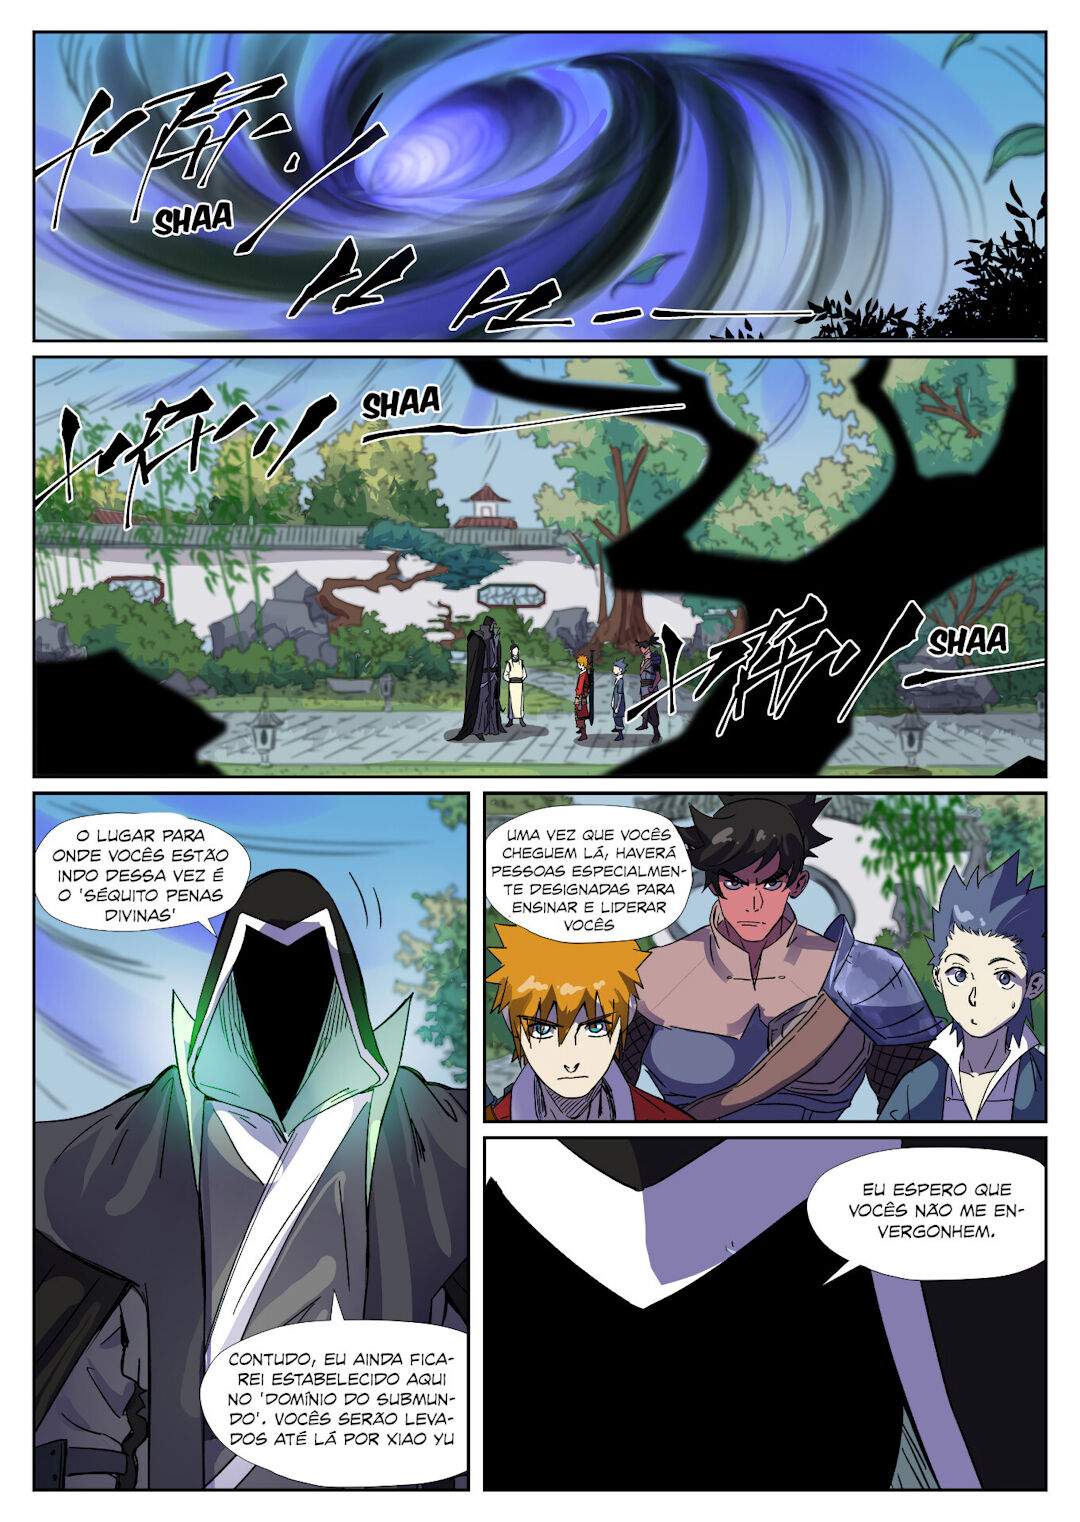 SHAA
SHAA
SHAA
O LUGAR PARA
ONDE VOCÊS ESTÃO
INDO DESSA VEZ É
O 'SÉQUITO PENAS
DIVINAS'
CONTUDO, EU AINDA FICA-
REI ESTABELECIDO AQUI
NO 'DOMÍNIO DO SUBMUN-
DO'. VOCÊS SERÃO LEVA-
DOS ATÉ LÁ POR XIAO YU
UMA VEZ QUE VOCÊS
CHEGUEM LÁ, HAVERÁ
PESSOAS ESPECIALMEN-
TE DESIGNADAS PARA
ENSINAR E LIDERAR
VOCÊS
EU ESPERO QUE
VOCÊS NÃO ME EN-
VERGONHEM.